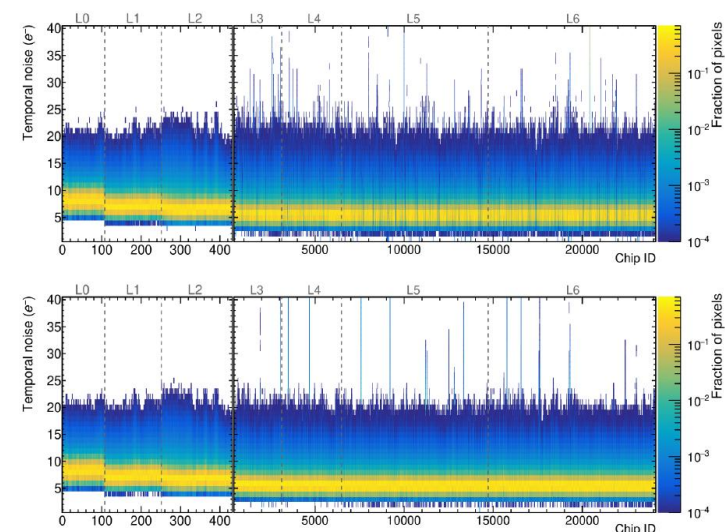 L0 L1 L2 L3 L4 L5 L6
Temporal noise (e⁻)
40
35
30
25
20
15
10
5
0 100 200 300 400 5000 10000 15000 20000
Chip ID
10⁻¹
10⁻²
10⁻³
10⁻⁴
Fraction of pixels
L0 L1 L2 L3 L4 L5 L6
Temporal noise (e⁻)
40
35
30
25
20
15
10
5
0 100 200 300 400 5000 10000 15000 20000
Chip ID
10⁻¹
10⁻²
10⁻³
10⁻⁴
Fraction of pixels